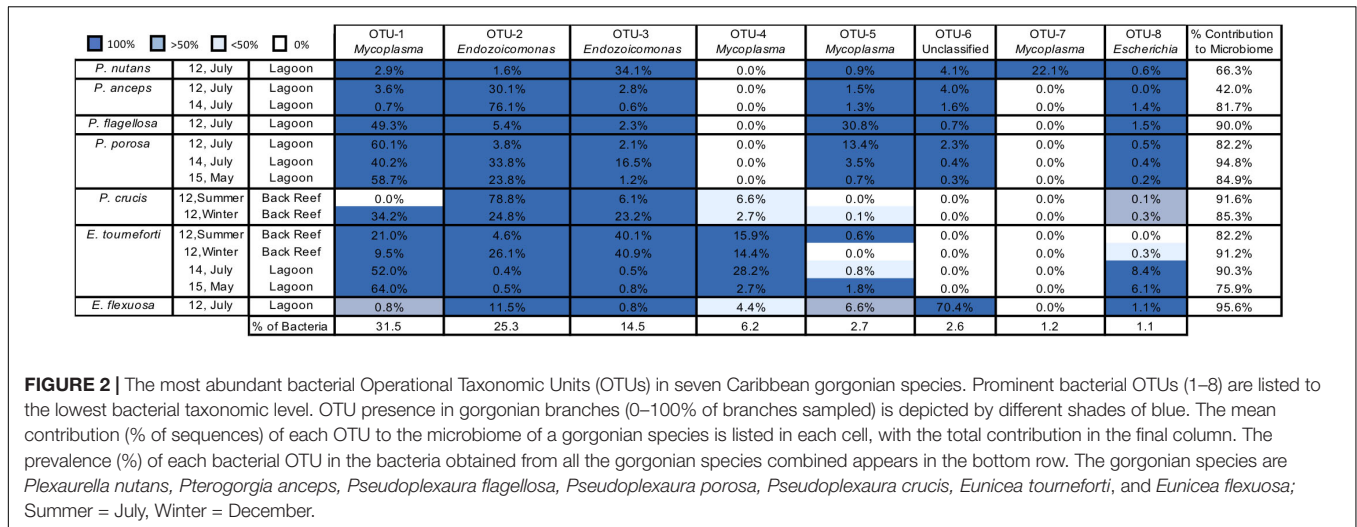 OTU-1 OTU-2 OTU-3 OTU-4 OTU-5 OTU-6 OTU-7 OTU-8 % Contribution
100% >50% <50% 0% Mycoplasma Endozoicomonas Endozoicomonas Mycoplasma Mycoplasma Unclassified Mycoplasma Escherichia to Microbiome
P. nutans 12, July Lagoon 2.9% 1.6% 34.1% 0.0% 0.9% 4.1% 22.1% 0.6% 66.3%
P. anceps 12, July Lagoon 3.6% 30.1% 2.8% 0.0% 1.5% 4.0% 0.0% 0.0% 42.0%
14, July Lagoon 0.7% 76.1% 0.6% 0.0% 1.3% 1.6% 0.0% 1.4% 81.7%
P. flagellosa 12, July Lagoon 49.3% 5.4% 2.3% 0.0% 30.8% 0.7% 0.0% 1.5% 90.0%
P. porosa 12, July Lagoon 60.1% 3.8% 2.1% 0.0% 13.4% 2.3% 0.0% 0.5% 82.2%
14, July Lagoon 40.2% 33.8% 16.5% 0.0% 3.5% 0.4% 0.0% 0.4% 94.8%
15, May Lagoon 58.7% 23.8% 1.2% 0.0% 0.7% 0.3% 0.0% 0.2% 84.9%
P. crucis 12,Summer Back Reef 0.0% 78.8% 6.1% 6.6% 0.0% 0.0% 0.0% 0.1% 91.6%
12,Winter Back Reef 34.2% 24.8% 23.2% 2.7% 0.1% 0.0% 0.0% 0.3% 85.3%
E. tourneforti 12,Summer Back Reef 21.0% 4.6% 40.1% 15.9% 0.6% 0.0% 0.0% 0.0% 82.2%
12,Winter Back Reef 9.5% 26.1% 40.9% 14.4% 0.0% 0.0% 0.0% 0.3% 91.2%
14, July Lagoon 52.0% 0.4% 0.5% 28.2% 0.8% 0.0% 0.0% 8.4% 90.3%
15, May Lagoon 64.0% 0.5% 0.8% 2.7% 1.8% 0.0% 0.0% 6.1% 75.9%
E. flexuosa 12, July Lagoon 0.8% 11.5% 0.8% 4.4% 6.6% 70.4% 0.0% 1.1% 95.6%
% of Bacteria 31.5 25.3 14.5 6.2 2.7 2.6 1.2 1.1
FIGURE 2 | The most abundant bacterial Operational Taxonomic Units (OTUs) in seven Caribbean gorgonian species. Prominent bacterial OTUs (1–8) are listed to
the lowest bacterial taxonomic level. OTU presence in gorgonian branches (0–100% of branches sampled) is depicted by different shades of blue. The mean
contribution (% of sequences) of each OTU to the microbiome of a gorgonian species is listed in each cell, with the total contribution in the final column. The
prevalence (%) of each bacterial OTU in the bacteria obtained from all the gorgonian species combined appears in the bottom row. The gorgonian species are
Plexaurella nutans, Pterogorgia anceps, Pseudoplexaura flagellosa, Pseudoplexaura porosa, Pseudoplexaura crucis, Eunicea tourneforti, and Eunicea flexuosa;
Summer = July, Winter = December.